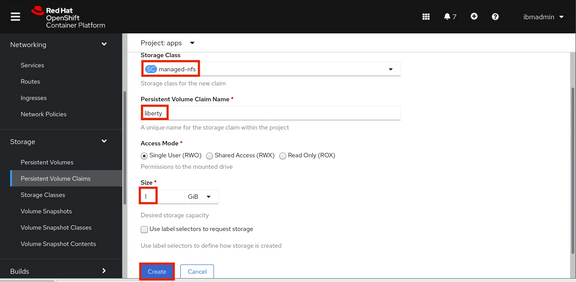 Red Hat
OpenShift
Container Platform
7
ibmadmin
Networking
Services
Routes
Ingresses
Network Policies
Storage
Persistent Volumes
Persistent Volume Claims
Storage Classes
Volume Snapshots
Volume Snapshot Classes
Volume Snapshot Contents
Builds
Project: apps
Storage Class
SC managed-nfs
Storage class for the new claim
Persistent Volume Claim Name *
liberty
A unique name for the storage claim within the project
Access Mode *
Single User (RWO) Shared Access (RWX) Read Only (ROX)
Permissions to the mounted drive
Size *
1 GiB
Desired storage capacity
Use label selectors to request storage
Use label selectors to define how storage is created
Create Cancel